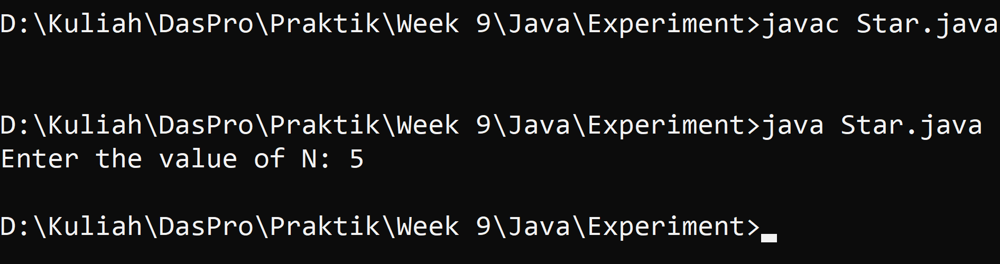 D:\Kuliah\DasPro\Praktik\Week 9\Java\Experiment>javac Star.java
D:\Kuliah\DasPro\Praktik\Week 9\Java\Experiment>java Star.java
Enter the value of N: 5
D:\Kuliah\DasPro\Praktik\Week 9\Java\Experiment>